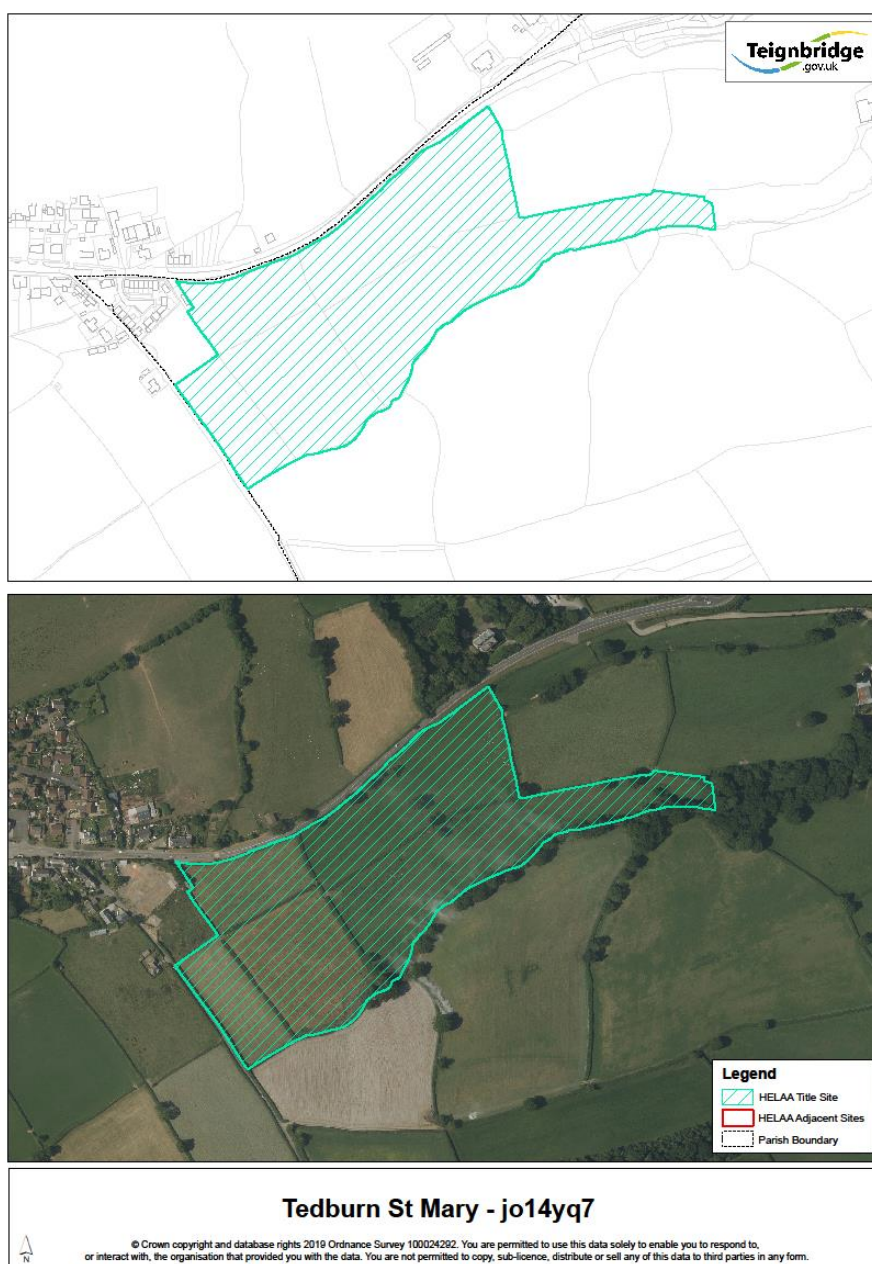 Teignbridge
.gov.uk
Legend
HELAA Title Site
HELAA Adjacent Sites
Parish Boundary
Tedburn St Mary - jo14yq7
N
© Crown copyright and database rights 2019 Ordnance Survey 100024292. You are permitted to use this data solely to enable you to respond to,
or interact with, the organisation that provided you with the data. You are not permitted to copy, sub-licence, distribute or sell any of this data to third parties in any form.